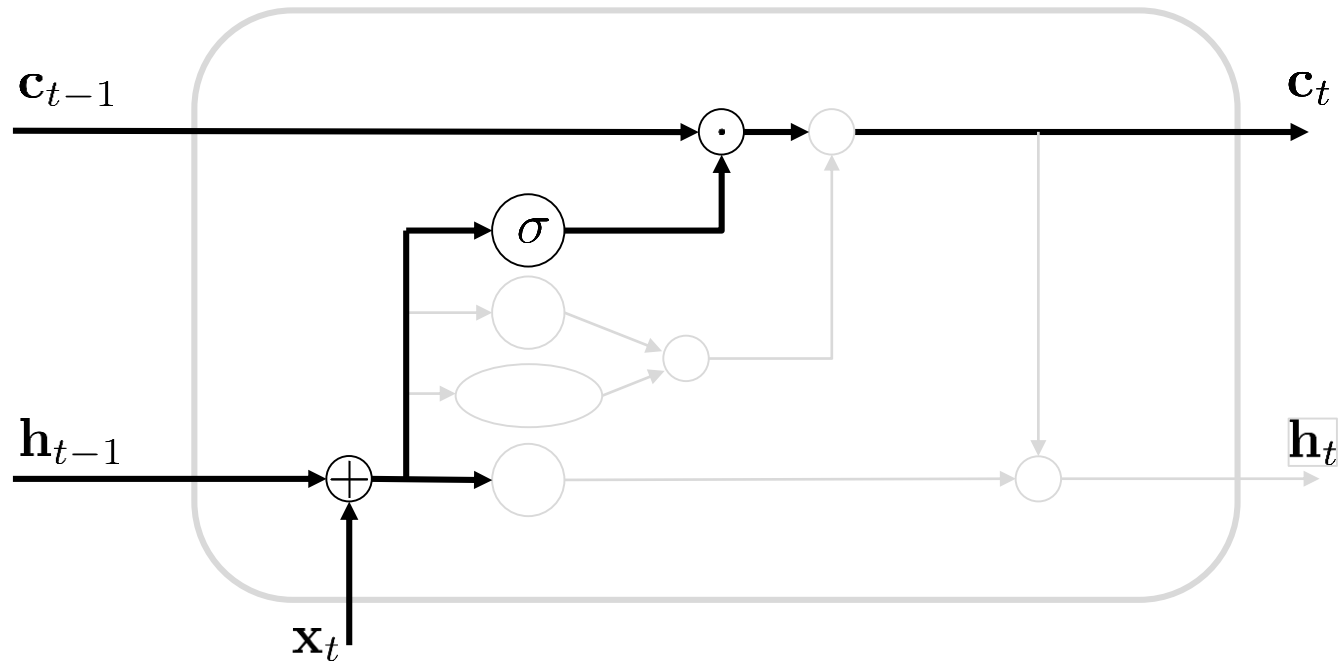 c_{t-1}
c_t
σ
h_{t-1}
h_t
x_t